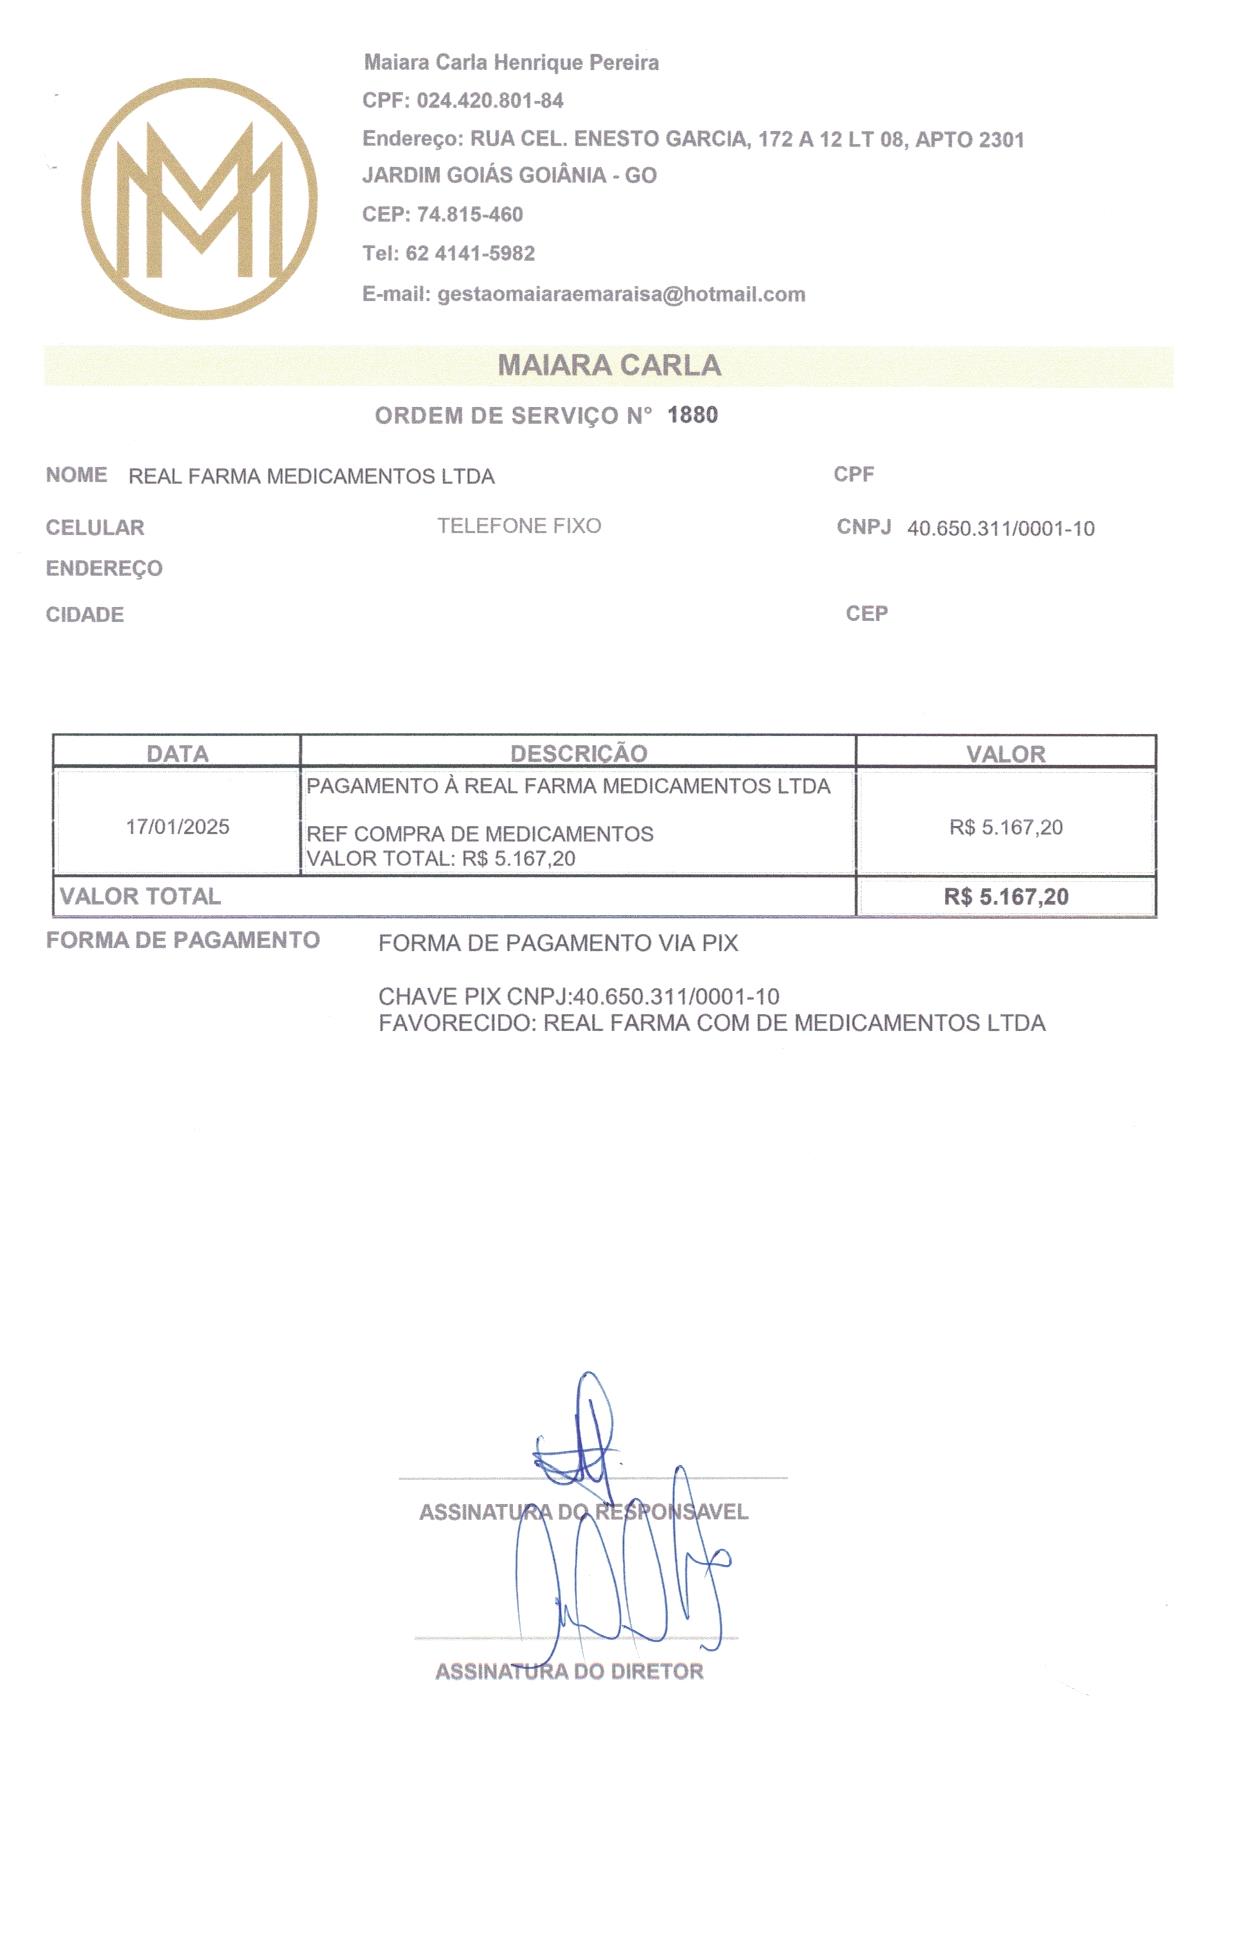 Maiara Carla Henrique Pereira
CPF: 024.420.801-84
Endereço: RUA CEL. ENESTO GARCIA, 172 A 12 LT 08, APTO 2301
JARDIM GOIÁS GOIÂNIA - GO
CEP: 74.815-460
Tel: 62 4141-5982
E-mail: gestaomaiaraemaraisa@hotmail.com
MAIARA CARLA
ORDEM DE SERVIÇO N° 1880
NOME REAL FARMA MEDICAMENTOS LTDA CPF
CELULAR TELEFONE FIXO CNPJ 40.650.311/0001-10
ENDEREÇO
CIDADE CEP
DATA DESCRIÇÃO VALOR
PAGAMENTO À REAL FARMA MEDICAMENTOS LTDA
17/01/2025 R$ 5.167,20
REF COMPRA DE MEDICAMENTOS
VALOR TOTAL: R$ 5.167,20
VALOR TOTAL R$ 5.167,20
FORMA DE PAGAMENTO FORMA DE PAGAMENTO VIA PIX
CHAVE PIX CNPJ:40.650.311/0001-10
FAVORECIDO: REAL FARMA COM DE MEDICAMENTOS LTDA
ASSINATURA DO RESPONSAVEL
ASSINATURA DO DIRETOR